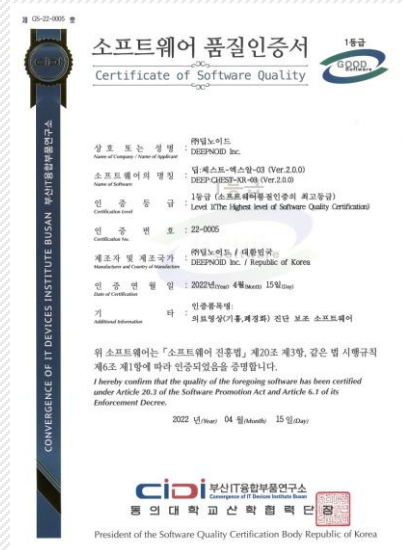 제 GS-22-0005 호
소프트웨어 품질인증서
Certificate of Software Quality
1등급
GOOD
Software
상호 또는 성명 : ㈜딥노이드
Name of Company / Name of Applicant DEEPNOID Inc.
소프트웨어의 명칭 : 딥:체스트-엑스알-03 (Ver.2.0.0)
Name of Software DEEP:CHEST-XR-03 (Ver.2.0.0)
인증등급 : 1등급 (소프트웨어품질인증의 최고등급)
Certification Level Level 1(The Highest level of Software Quality Certification)
인증번호 : 22-0005
Certification No.
제조자 및 제조국가 : ㈜딥노이드 / 대한민국
Manufacturer and Country of Manufacture DEEPNOID Inc. / Republic of Korea
인증연월일 : 2022년(Year) 4월(Month) 15일(Day)
Date of Certification
기타 : 인증품목명:
Additional Information 의료영상(기흉,폐경화) 진단 보조 소프트웨어
위 소프트웨어는 「소프트웨어 진흥법」 제20조 제3항, 같은 법 시행규칙
제6조 제1항에 따라 인증되었음을 증명합니다.
I hereby confirm that the quality of the foregoing software has been certified
under Article 20.3 of the Software Promotion Act and Article 6.1 of its
Enforcement Decree.
2022 년(Year) 04 월(Month) 15 일(Day)
CIDI 부산IT융합부품연구소
Convergence of IT Devices Institute Busan
동의대학교산학협력단장
President of the Software Quality Certification Body Republic of Korea
CIDI
CONVERGENCE OF IT DEVICES INSTITUTE BUSAN 부산IT융합부품연구소